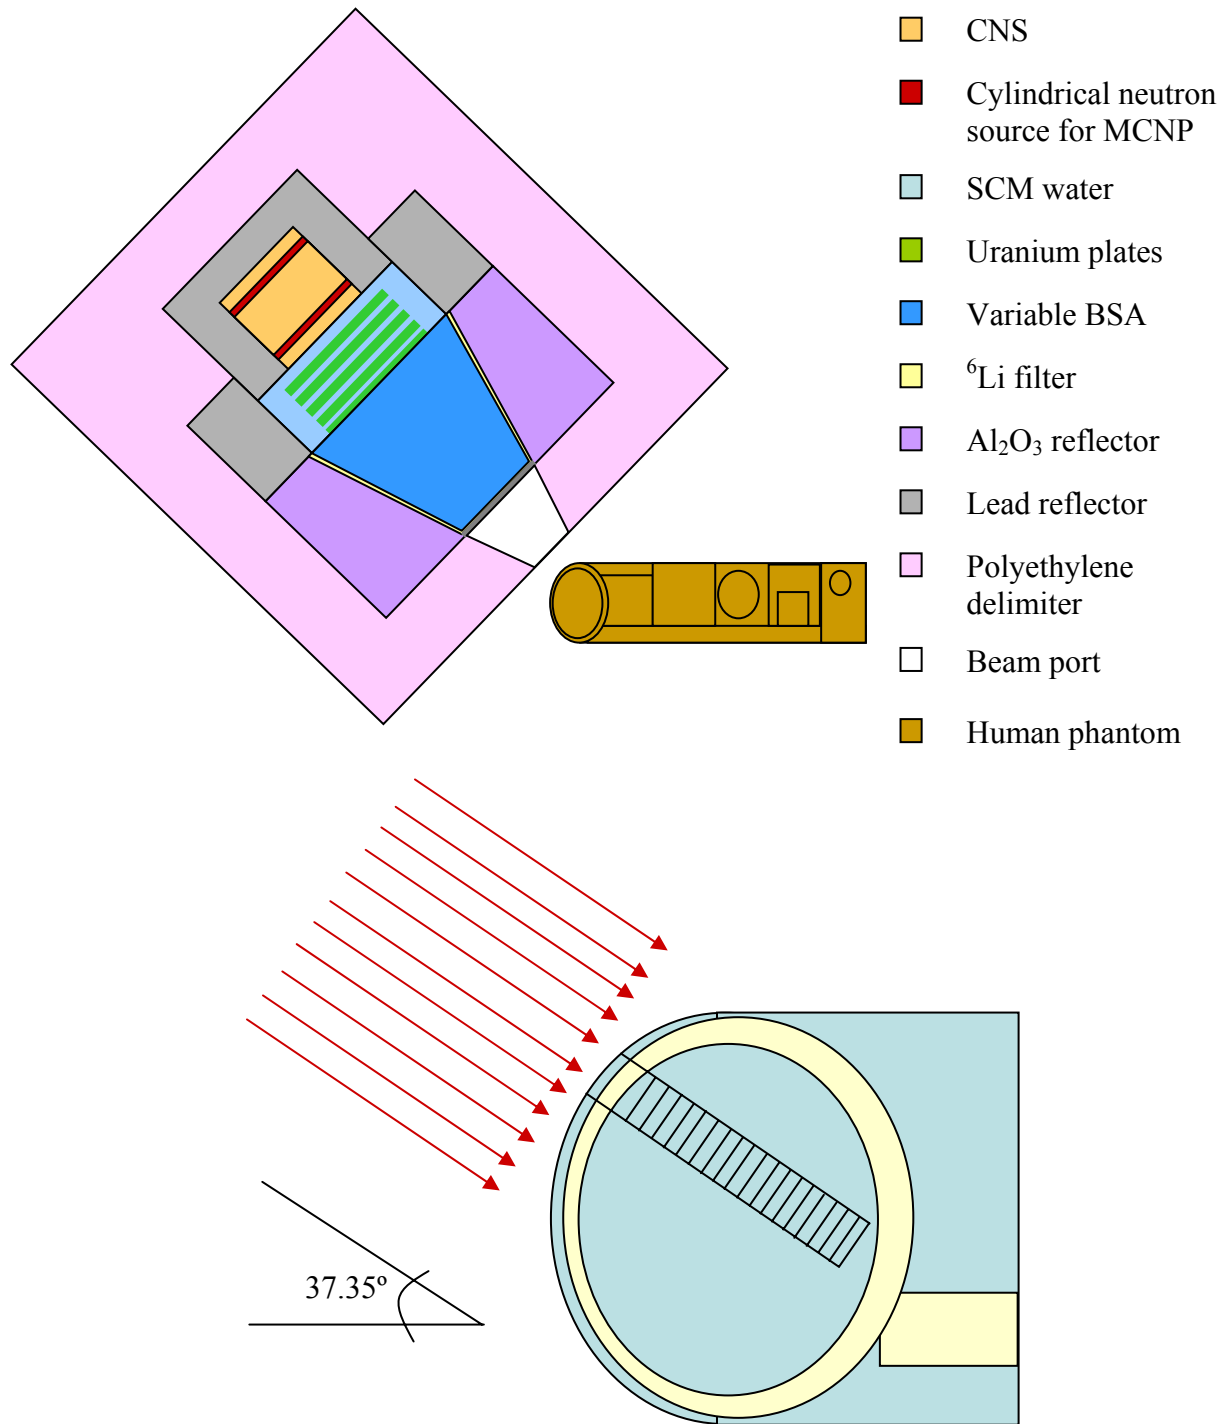 CNS
Cylindrical neutron
source for MCNP
SCM water
Uranium plates
Variable BSA
⁶Li filter
Al₂O₃ reflector
Lead reflector
Polyethylene
delimiter
Beam port
Human phantom
37.35º